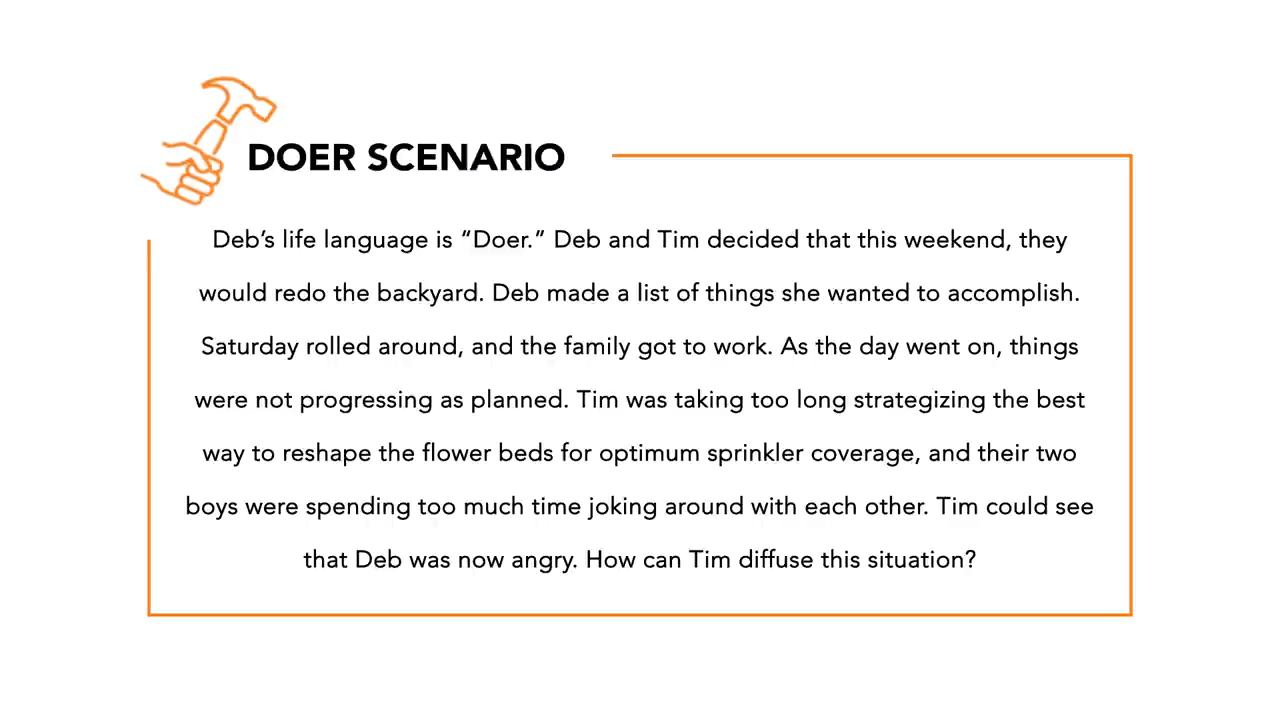 DOER SCENARIO
Deb’s life language is “Doer.” Deb and Tim decided that this weekend, they
would redo the backyard. Deb made a list of things she wanted to accomplish.
Saturday rolled around, and the family got to work. As the day went on, things
were not progressing as planned. Tim was taking too long strategizing the best
way to reshape the flower beds for optimum sprinkler coverage, and their two
boys were spending too much time joking around with each other. Tim could see
that Deb was now angry. How can Tim diffuse this situation?